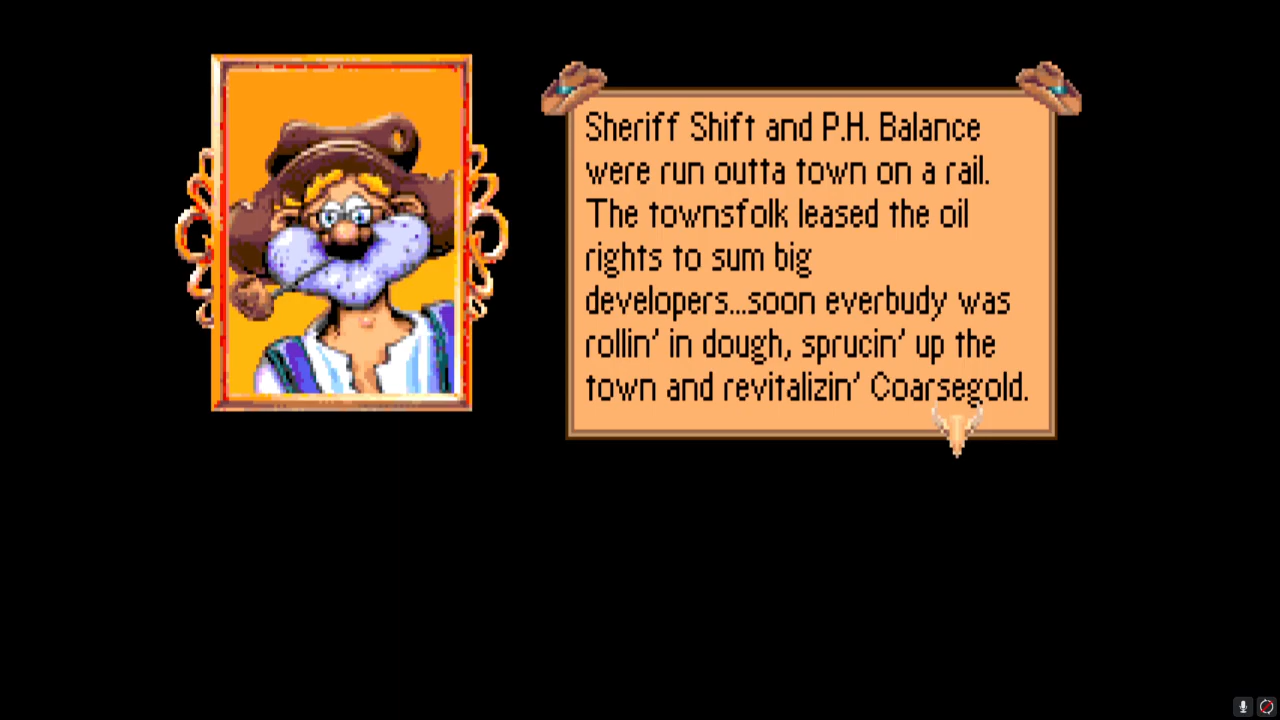 Sheriff Shift and P.H. Balance
were run outta town on a rail.
The townsfolk leased the oil
rights to sum big
developers...soon everbudy was
rollin' in dough, sprucin' up the
town and revitalizin' Coarsegold.